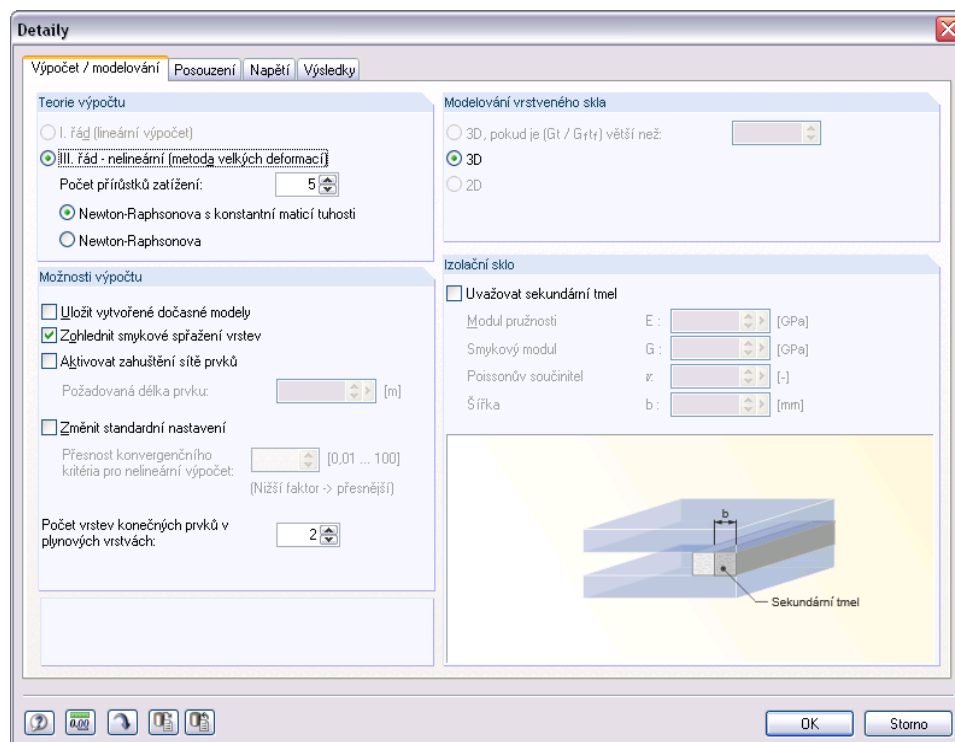 Detaily
Výpočet / modelování Posouzení Napětí Výsledky
Teorie výpočtu
I. řád (lineární výpočet)
III. řád - nelineární (metoda velkých deformací)
Počet přírůstků zatížení: 5
Newton-Raphsonova s konstantní maticí tuhosti
Newton-Raphsonova
Možnosti výpočtu
Uložit vytvořené dočasné modely
Zohlednit smykové spřažení vrstev
Aktivovat zahuštění sítě prvků
Požadovaná délka prvku: [m]
Změnit standardní nastavení
Přesnost konvergenčního
kritéria pro nelineární výpočet: [0,01 ... 100]
(Nižší faktor -> přesnější)
Počet vrstev konečných prvků v
plynových vrstvách: 2
Modelování vrstveného skla
3D, pokud je (Gt / Gftf) větší než:
3D
2D
Izolační sklo
Uvažovat sekundární tmel
Modul pružnosti E : [GPa]
Smykový modul G : [GPa]
Poissonův součinitel ν: [-]
Šířka b : [mm]
b
Sekundární tmel
0.00
OK Storno